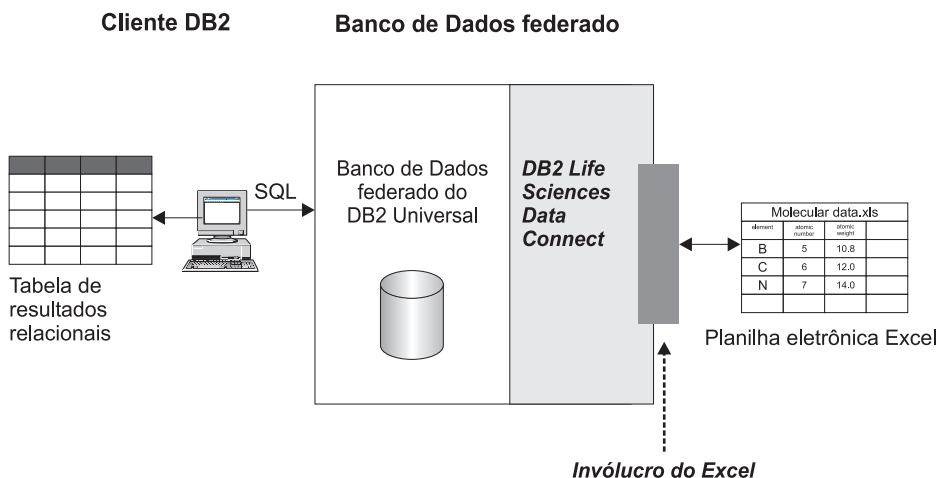 Cliente DB2
Banco de Dados federado
SQL
Tabela de
resultados
relacionais
Banco de Dados
federado do
DB2 Universal
DB2 Life
Sciences
Data
Connect
Molecular data.xls
element atomic number atomic weight
B 5 10.8
C 6 12.0
N 7 14.0
Planilha eletrônica Excel
Invólucro do Excel